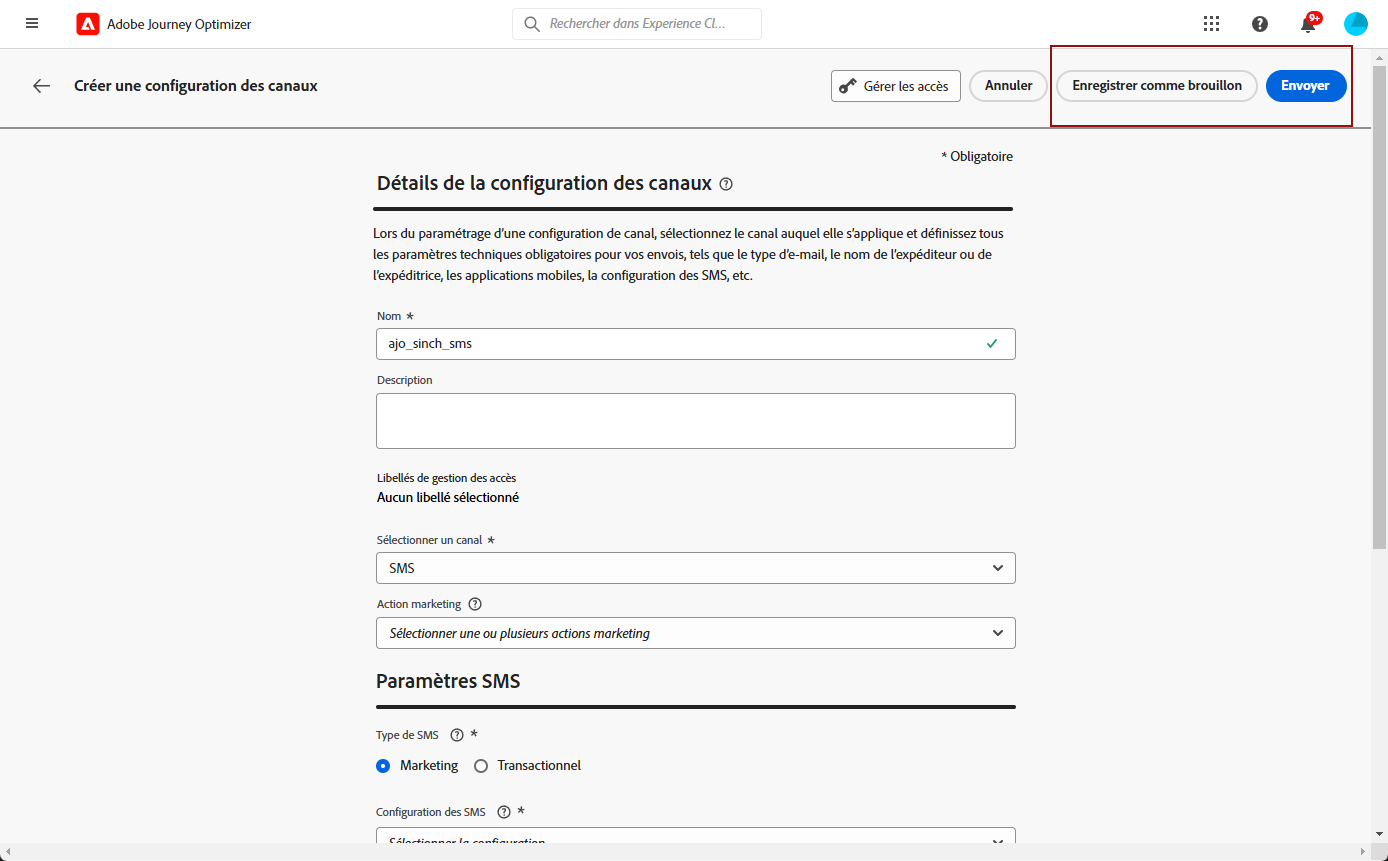 Adobe Journey Optimizer
Rechercher dans Experience Cl...
9+
Créer une configuration des canaux
Gérer les accès
Annuler
Enregistrer comme brouillon
Envoyer
* Obligatoire
Détails de la configuration des canaux
Lors du paramétrage d’une configuration de canal, sélectionnez le canal auquel elle s’applique et définissez tous
les paramètres techniques obligatoires pour vos envois, tels que le type d’e-mail, le nom de l’expéditeur ou de
l’expéditrice, les applications mobiles, la configuration des SMS, etc.
Nom *
ajo_sinch_sms
Description
Libellés de gestion des accès
Aucun libellé sélectionné
Sélectionner un canal *
SMS
Action marketing
Sélectionner une ou plusieurs actions marketing
Paramètres SMS
Type de SMS *
Marketing
Transactionnel
Configuration des SMS *
Sélectionner la configuration